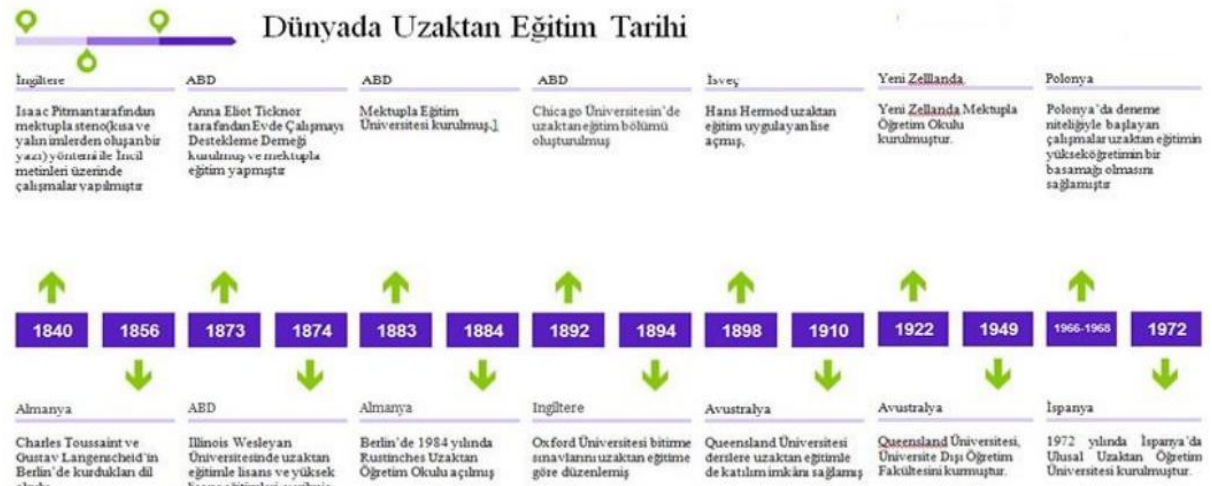 Dünyada Uzaktan Eğitim Tarihi
İngiltere
Isaac Pitmantarafından
mektupla steno(kısa ve
yalın imlerden oluşan bir
yazı) yöntemi ile İncil
metinleri üzerinde
çalışmalar yapılmıştır
ABD
Anna Eliot Ticknor
tarafından Evde Çalışmayı
Destekleme Derneği
kurulmuş ve mektupla
eğitim yapmıştır
ABD
Mektupla Eğitim
Üniversitesi kurulmuş.1
ABD
Chicago Üniversitesin'de
uzaktan eğitim bölümü
oluşturulmuş
İsveç
Hans Hermod uzaktan
eğitim uygulayan lise
açmış,
Yeni Zelllanda
Yeni Zellanda Mektupla
Öğretim Okulu
kurulmuştur.
Polonya
Polonya'da deneme
niteliğiyle başlayan
çalışmalar uzaktan eğitimin
yükseköğretimin bir
basamağı olmasını
sağlamıştır
1840 1856 1873 1874 1883 1884 1892 1894 1898 1910 1922 1949 1966-1968 1972
Almanya
Charles Toussaint ve
Gustav Langenscheid'in
Berlin'de kurdukları dil
ABD
Illinois Wesleyan
Üniversitesinde uzaktan
eğitimle lisans ve yüksek
Almanya
Berlin'de 1984 yılında
Rustinches Uzaktan
Öğretim Okulu açılmış
Ingiltere
Oxford Üniversitesi bitirme
sınavlarını uzaktan eğitime
göre düzenlemiş
Avustralya
Queensland Üniversitesi
derslere uzaktan eğitimle
de katılım imkânı sağlamış
Avustralya
Queensland Üniversitesi,
Üniversite Dışı Öğretim
Fakültesini kurmuştur.
İspanya
1972 yılında İspanya'da
Ulusal Uzaktan Öğretim
Üniversitesi kurulmuştur.